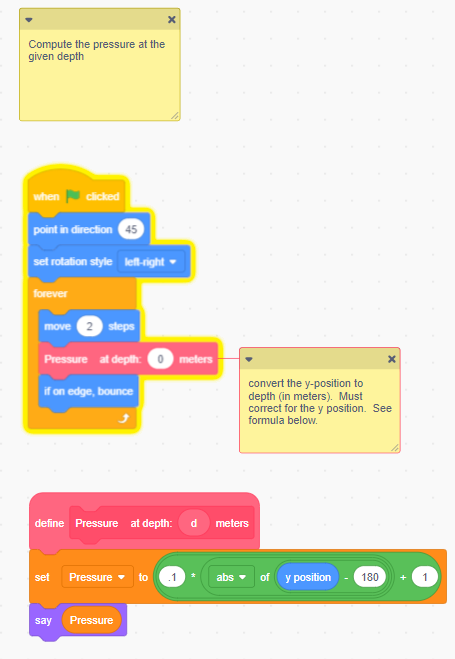 Compute the pressure at the
given depth
when clicked
point in direction 45
set rotation style left-right
forever
move 2 steps
Pressure at depth: 0 meters
if on edge, bounce
convert the y-position to
depth (in meters). Must
correct for the y position. See
formula below.
define Pressure at depth: d meters
set Pressure to .1 * abs of y position - 180 + 1
say Pressure